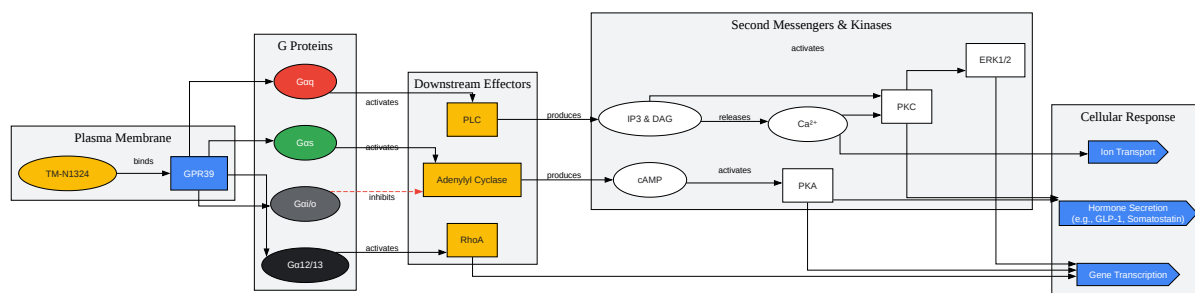 Plasma Membrane
TM-N1324
binds
GPR39
G Proteins
Gαq
Gαs
Gαi/o
Gα12/13
activates
activates
inhibits
activates
Downstream Effectors
PLC
Adenylyl Cyclase
RhoA
produces
produces
Second Messengers & Kinases
IP3 & DAG
cAMP
releases
activates
Ca²⁺
activates
PKA
PKC
ERK1/2
Cellular Response
Ion Transport
Hormone Secretion
(e.g., GLP-1, Somatostatin)
Gene Transcription